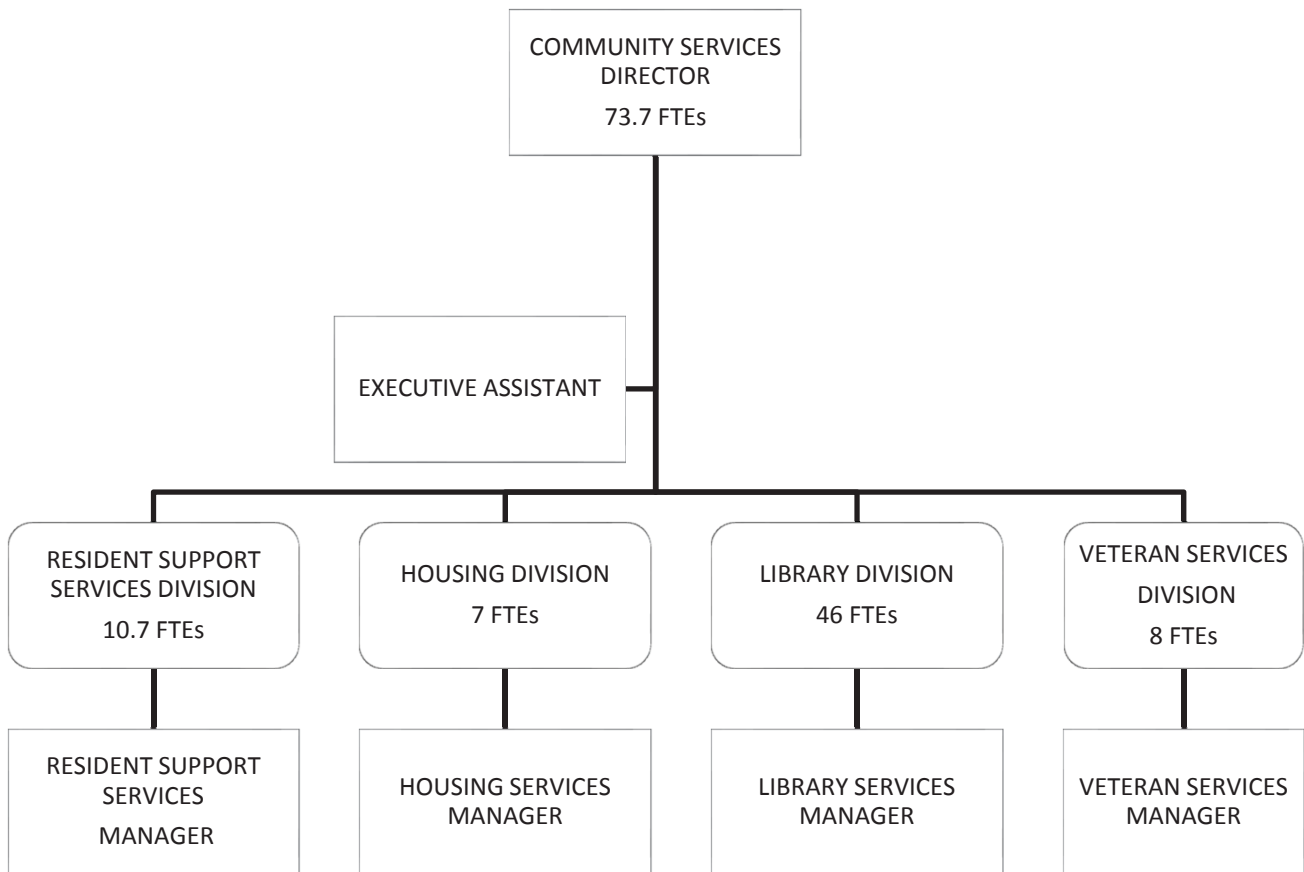 COMMUNITY SERVICES
DIRECTOR
73.7 FTEs
EXECUTIVE ASSISTANT
RESIDENT SUPPORT
SERVICES DIVISION
10.7 FTEs
HOUSING DIVISION
7 FTEs
LIBRARY DIVISION
46 FTEs
VETERAN SERVICES
DIVISION
8 FTEs
RESIDENT SUPPORT
SERVICES
MANAGER
HOUSING SERVICES
MANAGER
LIBRARY SERVICES
MANAGER
VETERAN SERVICES
MANAGER